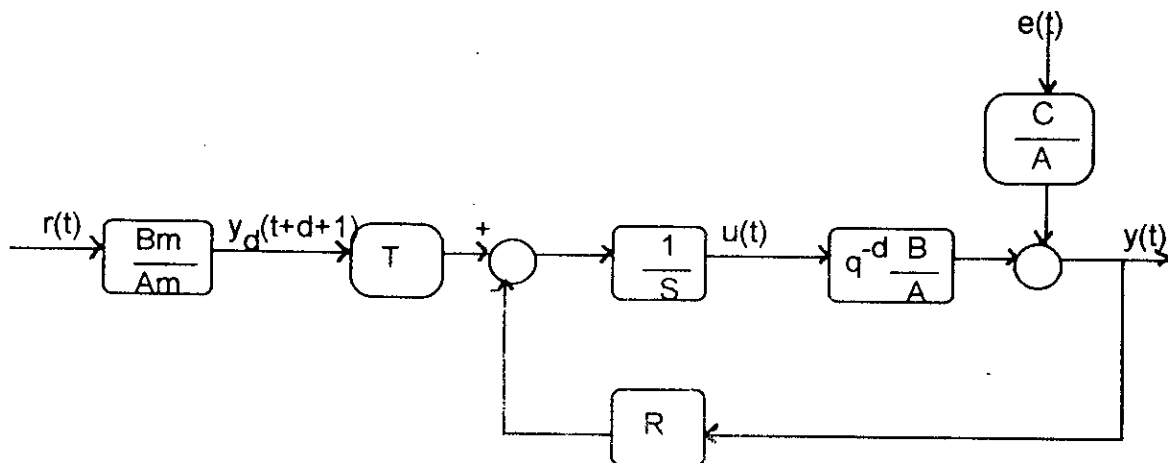 e(t)
C
A
r(t)
Bm
Am
y_d(t+d+1)
T
+
-
1
S
u(t)
q^-d B
A
y(t)
R